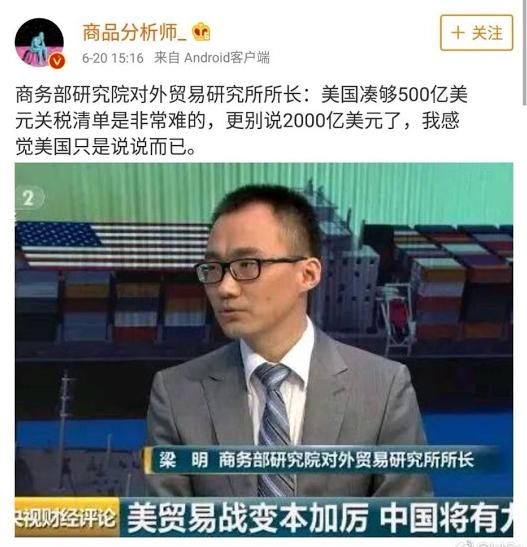 商品分析师_
+ 关注
6-20 15:16 来自 Android客户端
商务部研究院对外贸易研究所所长：美国凑够500亿美
元关税清单是非常难的，更别说2000亿美元了，我感
觉美国只是说说而已。
2
梁 明 商务部研究院对外贸易研究所所长
央视财经评论 美贸易战变本加厉 中国将有力